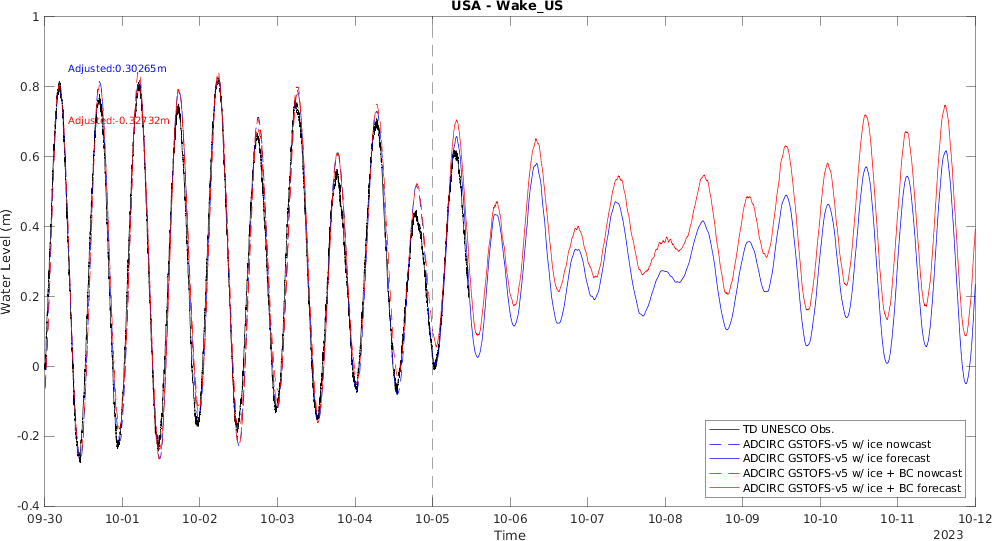 USA - Wake_US
Water Level (m)
1
0.8
0.6
0.4
0.2
0
-0.2
-0.4
Adjusted:0.30265m
Adjusted:-0.32732m
TD UNESCO Obs.
ADCIRC GSTOFS-v5 w/ ice nowcast
ADCIRC GSTOFS-v5 w/ ice forecast
ADCIRC GSTOFS-v5 w/ ice + BC nowcast
ADCIRC GSTOFS-v5 w/ ice + BC forecast
09-30 10-01 10-02 10-03 10-04 10-05 10-06 10-07 10-08 10-09 10-10 10-11 10-12
Time
2023